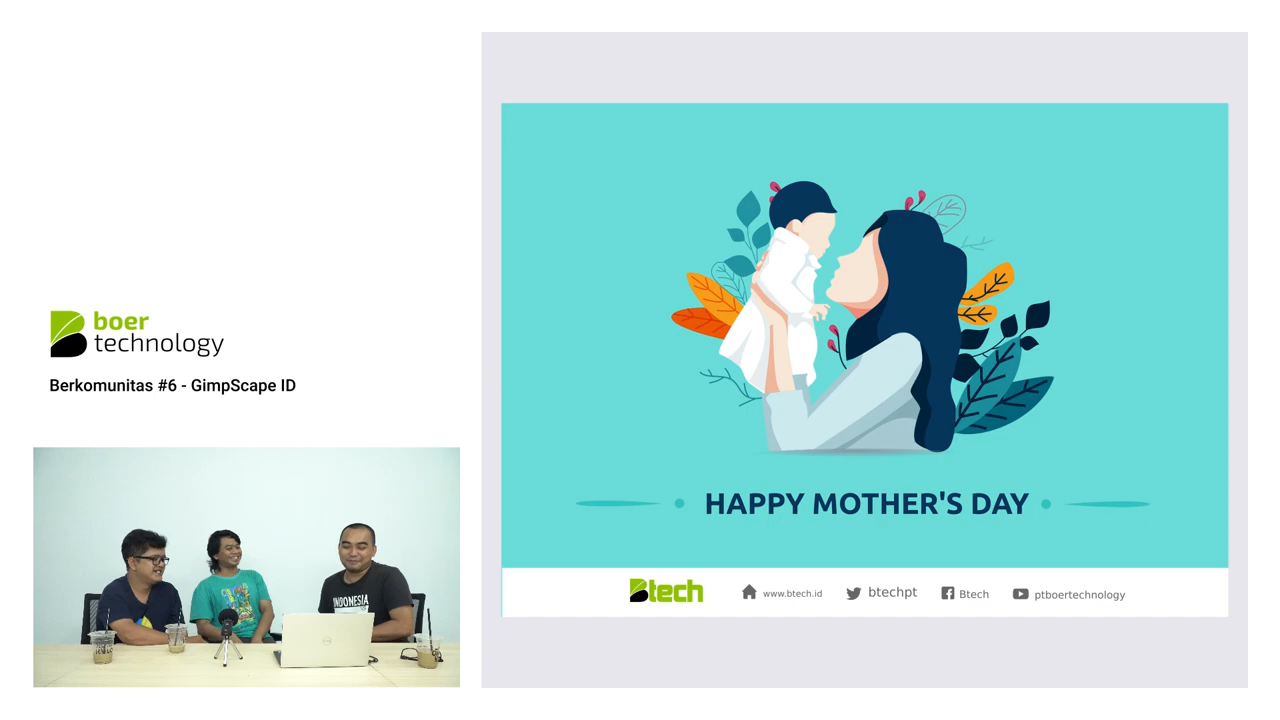 boer
technology
Berkomunitas #6 - GimpScape ID
INDONESIA
HAPPY MOTHER'S DAY
Btech
www.btech.id
btechpt
Btech
ptboertechnology